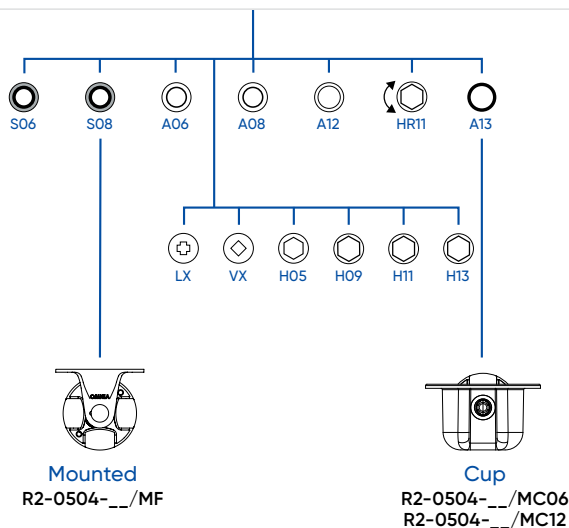 S06 S08 A06 A08 A12 HR11 A13
LX VX H05 H09 H11 H13
Mounted
R2-0504-__/MF
Cup
R2-0504-__/MC06
R2-0504-__/MC12